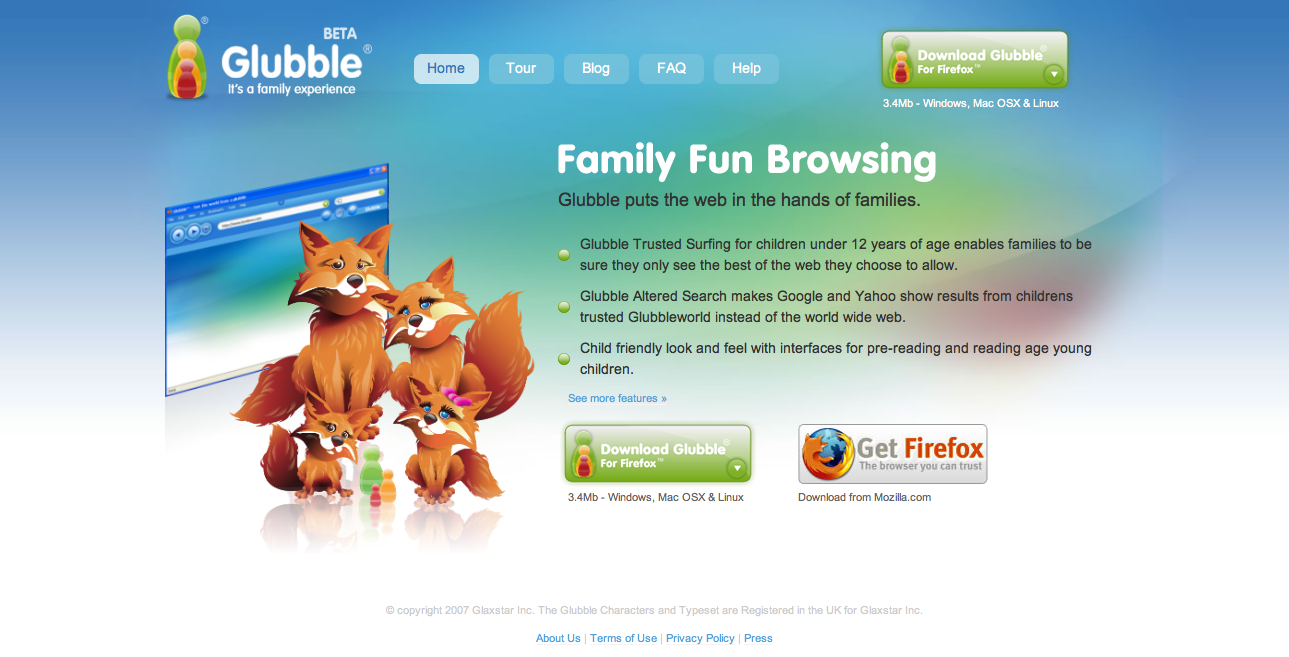 BETA
Glubble®
It's a family experience
Home
Tour
Blog
FAQ
Help
Download Glubble®
For Firefox™
3.4Mb - Windows, Mac OSX & Linux
Family Fun Browsing
Glubble puts the web in the hands of families.
Glubble Trusted Surfing for children under 12 years of age enables families to be
sure they only see the best of the web they choose to allow.
Glubble Altered Search makes Google and Yahoo show results from childrens
trusted Glubbleworld instead of the world wide web.
Child friendly look and feel with interfaces for pre-reading and reading age young
children.
See more features »
Download Glubble®
For Firefox™
3.4Mb - Windows, Mac OSX & Linux
Get Firefox
The browser you can trust
Download from Mozilla.com
© copyright 2007 Glaxstar Inc. The Glubble Characters and Typeset are Registered in the UK for Glaxstar Inc.
About Us | Terms of Use | Privacy Policy | Press